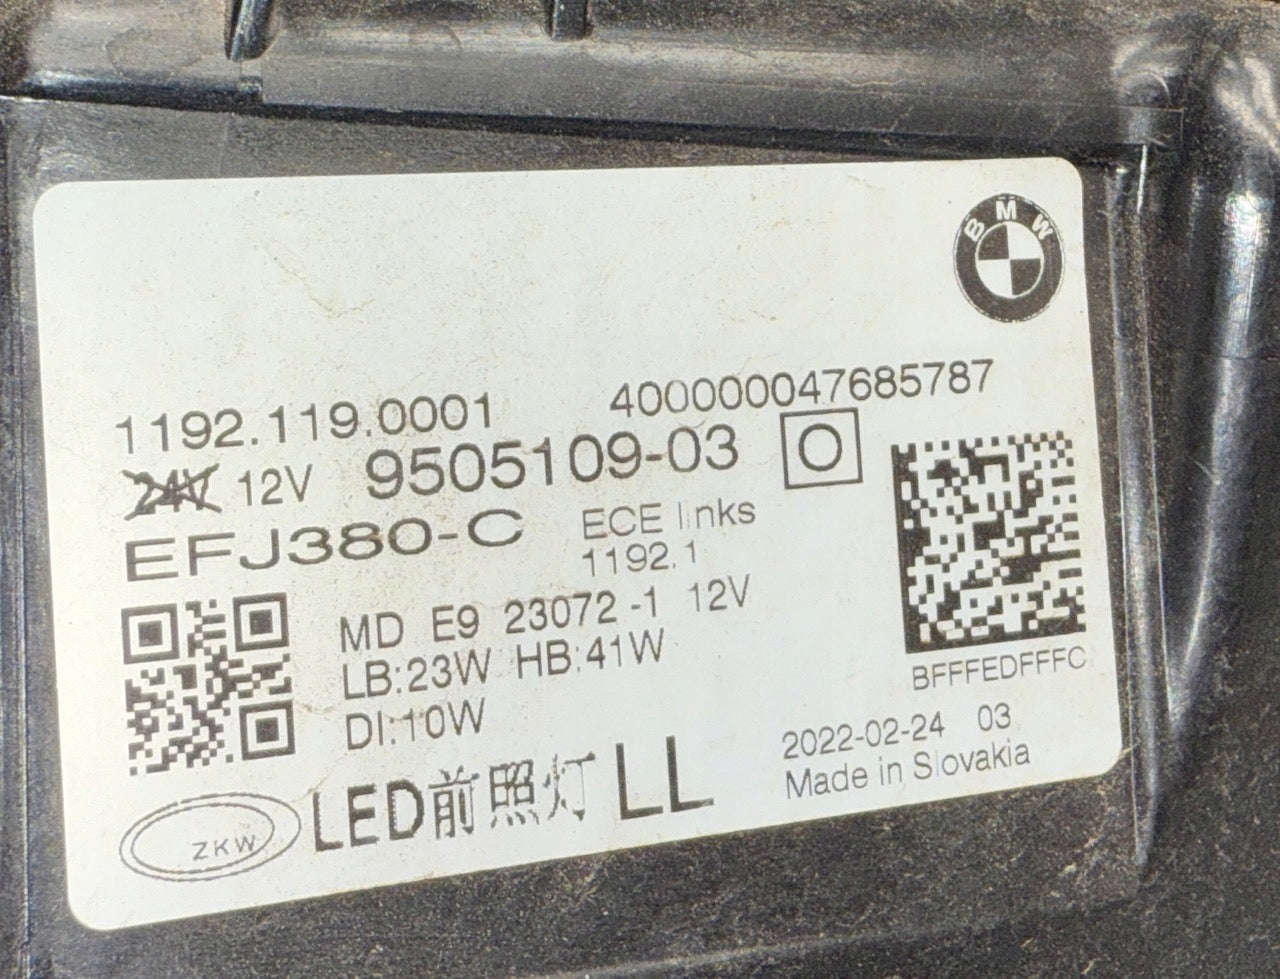 BMW
1192.119.0001 400000047685787
24V 12V 9505109-03
EFJ380-C ECE links
1192.1
MD E9 23072-1 12V
LB:23W HB:41W
DI:10W
BFFFEDFFFC
2022-02-24 03
Made in Slovakia
ZKW LED前照灯 LL